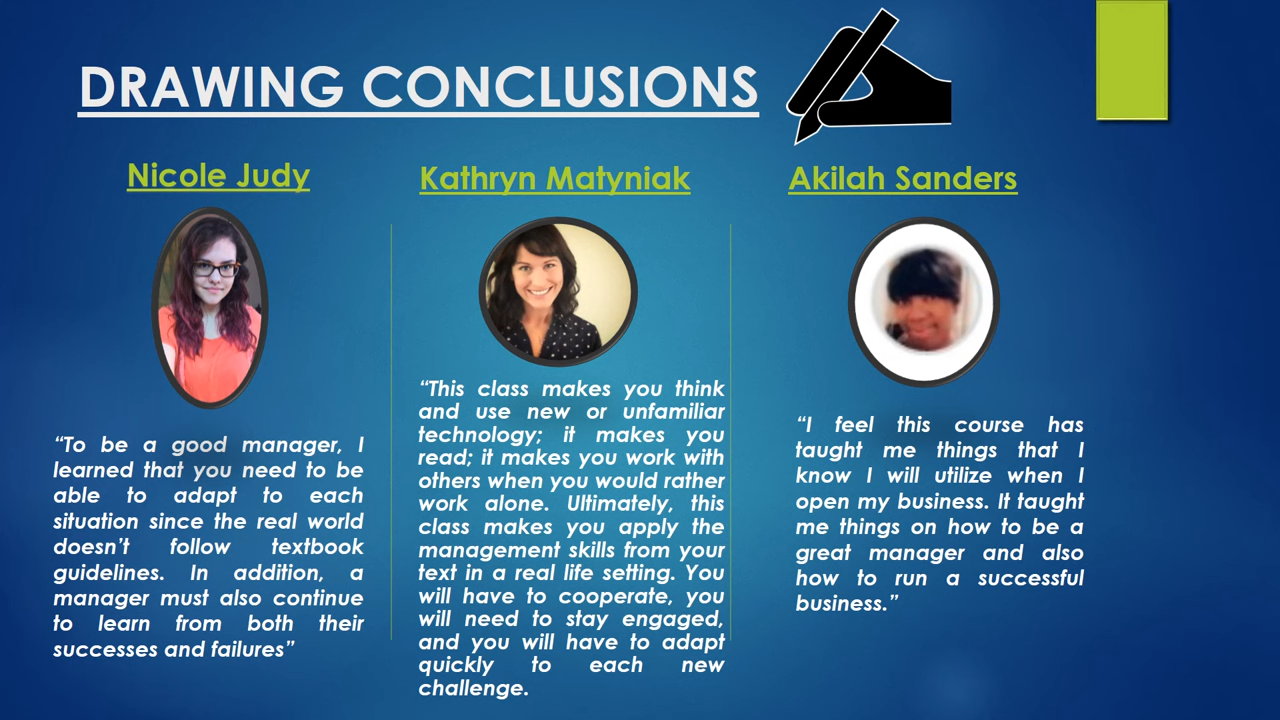 DRAWING CONCLUSIONS
Nicole Judy
“To be a good manager, I
learned that you need to be
able to adapt to each
situation since the real world
doesn’t follow textbook
guidelines. In addition, a
manager must also continue
to learn from both their
successes and failures”
Kathryn Matyniak
“This class makes you think
and use new or unfamiliar
technology; it makes you
read; it makes you work with
others when you would rather
work alone. Ultimately, this
class makes you apply the
management skills from your
text in a real life setting. You
will have to cooperate, you
will need to stay engaged,
and you will have to adapt
quickly to each new
challenge.
Akilah Sanders
“I feel this course has
taught me things that I
know I will utilize when I
open my business. It taught
me things on how to be a
great manager and also
how to run a successful
business.”